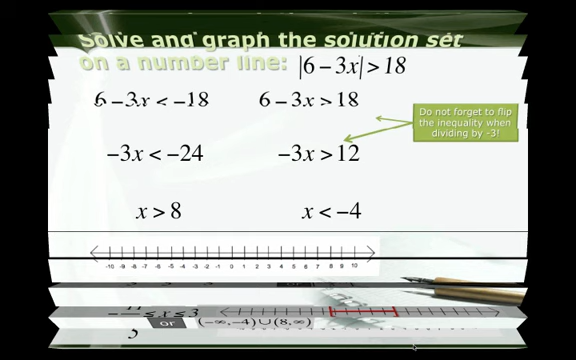 Solve and graph the solution set
on a number line: |6 − 3x| > 18
6 − 3x < −18 6 − 3x > 18
Do not forget to flip
the inequality when
dividing by -3!
−3x < −24 −3x > 12
x > 8 x < −4
-10 -9 -8 -7 -6 -5 -4 -3 -2 -1 0 1 2 3 4 5 6 7 8 9 10
≤ x ≤ 3
or (−∞,−4)∪(8,∞)
5